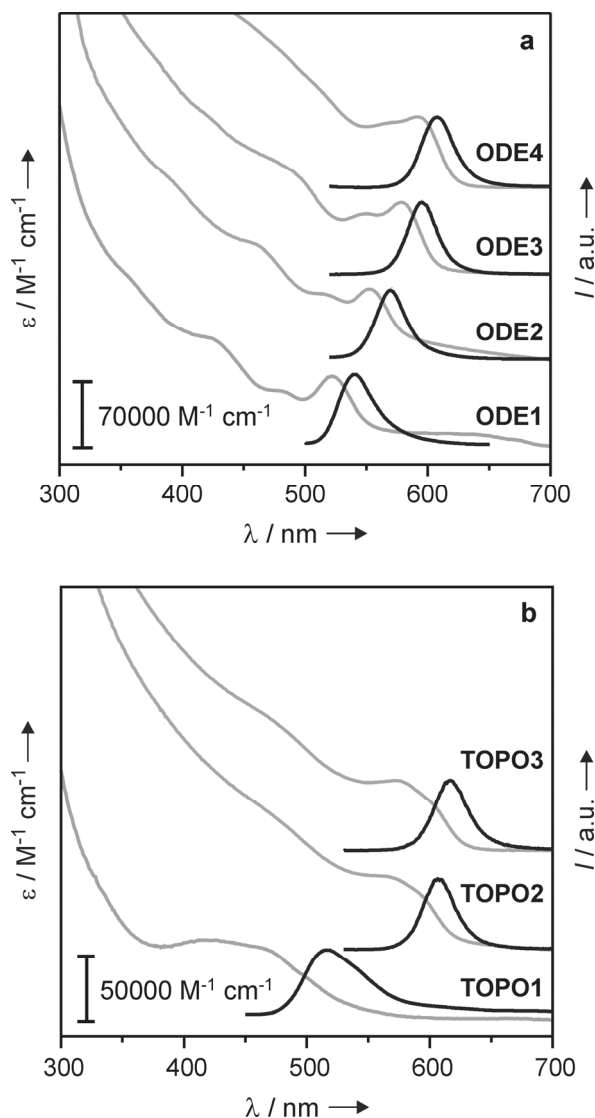 a
ODE4
ODE3
ODE2
ODE1
ε / M⁻¹ cm⁻¹
I / a.u.
70000 M⁻¹ cm⁻¹
300 400 500 600 700
λ / nm
b
TOPO3
TOPO2
TOPO1
ε / M⁻¹ cm⁻¹
I / a.u.
50000 M⁻¹ cm⁻¹
300 400 500 600 700
λ / nm